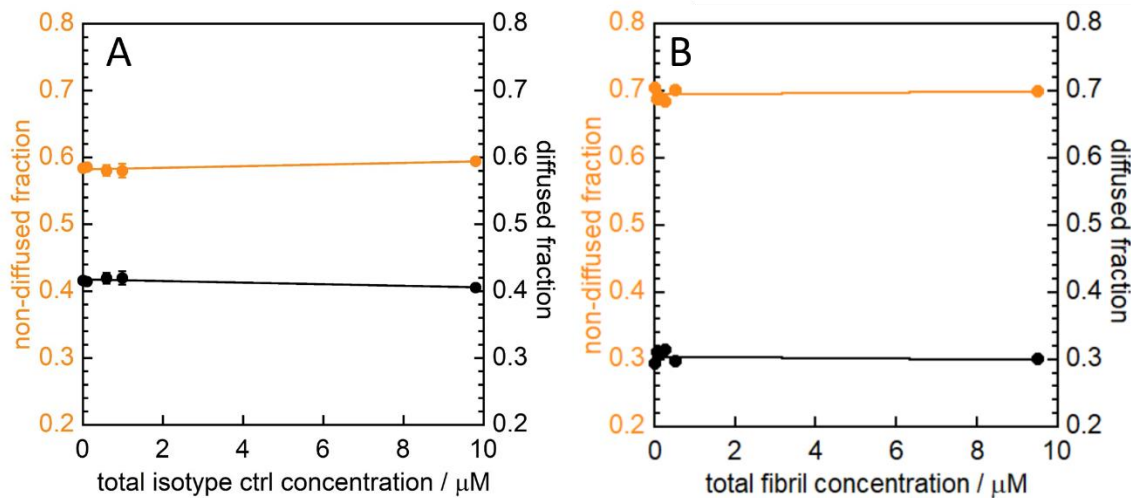 A
0.8
0.7
0.6
0.5
0.4
0.3
0.2
non-diffused fraction
0.8
0.7
0.6
0.5
0.4
0.3
0.2
diffused fraction
0 2 4 6 8 10
total isotype ctrl concentration / μM
B
0.8
0.7
0.6
0.5
0.4
0.3
0.2
non-diffused fraction
0.8
0.7
0.6
0.5
0.4
0.3
0.2
diffused fraction
0 2 4 6 8 10
total fibril concentration / μM